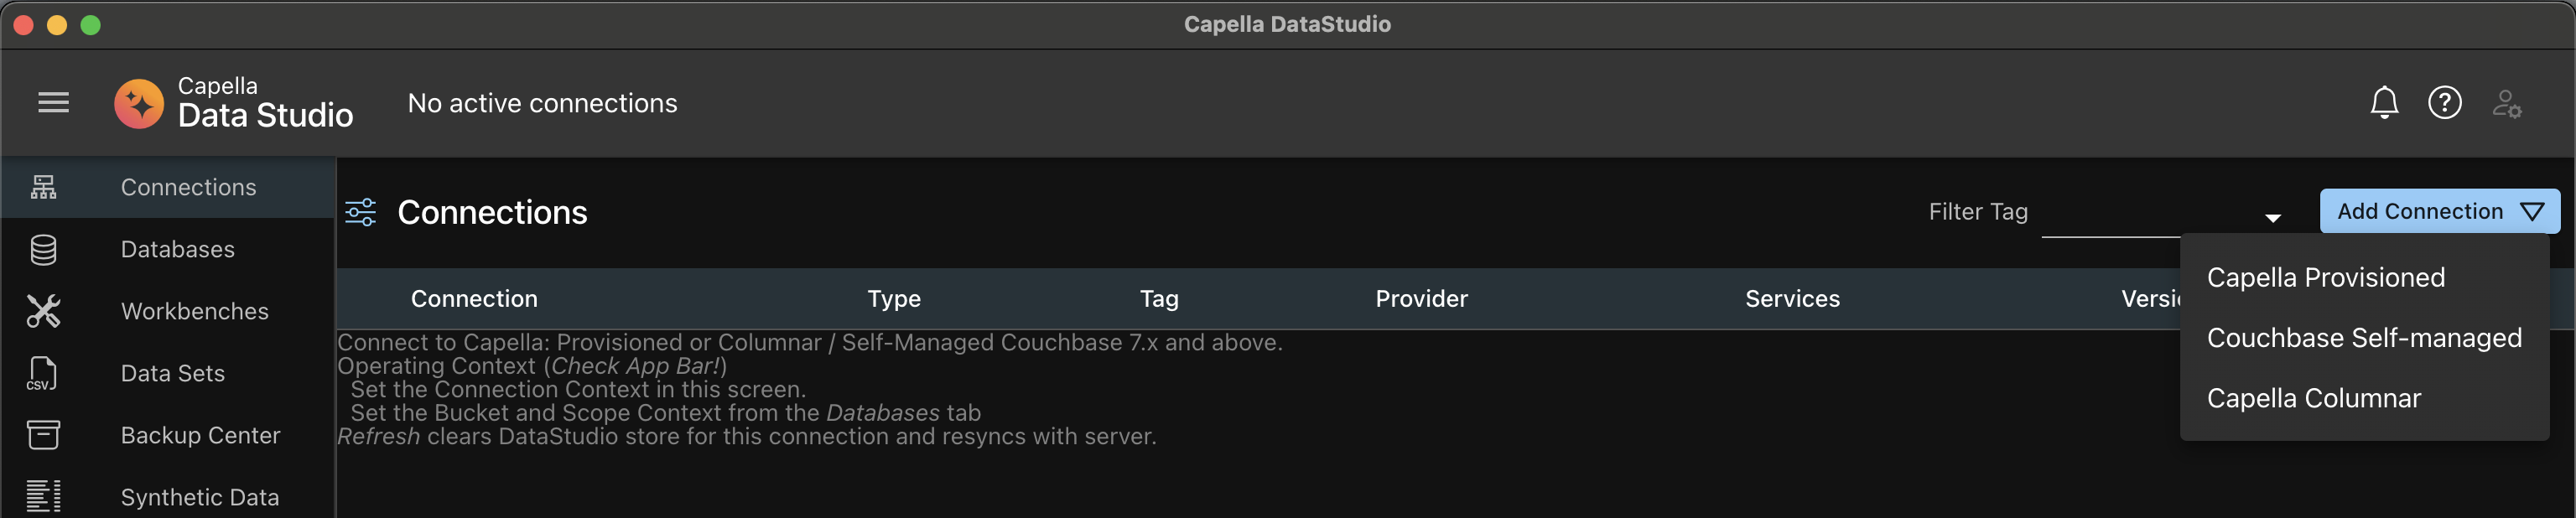 Capella DataStudio
Capella
Data Studio
No active connections
Connections
Databases
Workbenches
CSV
Data Sets
Backup Center
Synthetic Data
Connections
Filter Tag
Add Connection
Connection Type Tag Provider Services
Capella Provisioned
Couchbase Self-managed
Capella Columnar
Connect to Capella: Provisioned or Columnar / Self-Managed Couchbase 7.x and above.
Operating Context (Check App Bar!)
Set the Connection Context in this screen.
Set the Bucket and Scope Context from the Databases tab
Refresh clears DataStudio store for this connection and resyncs with server.